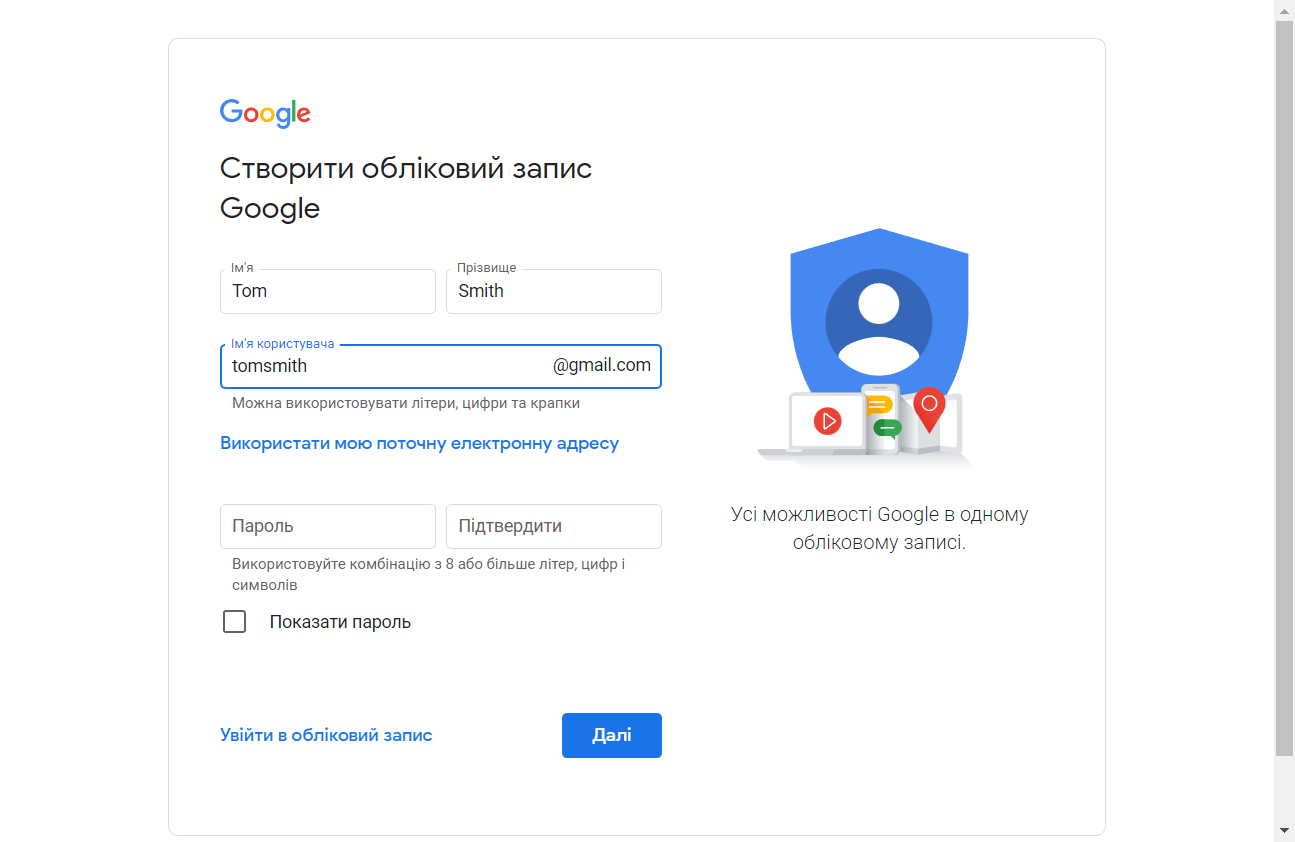 Google
Створити обліковий запис
Google
Ім'я
Прізвище
Tom
Smith
Ім'я користувача
tomsmith
@gmail.com
Можна використовувати літери, цифри та крапки
Використати мою поточну електронну адресу
Пароль
Підтвердити
Використовуйте комбінацію з 8 або більше літер, цифр і
символів
Показати пароль
Увійти в обліковий запис
Далі
Усі можливості Google в одному
обліковому записі.